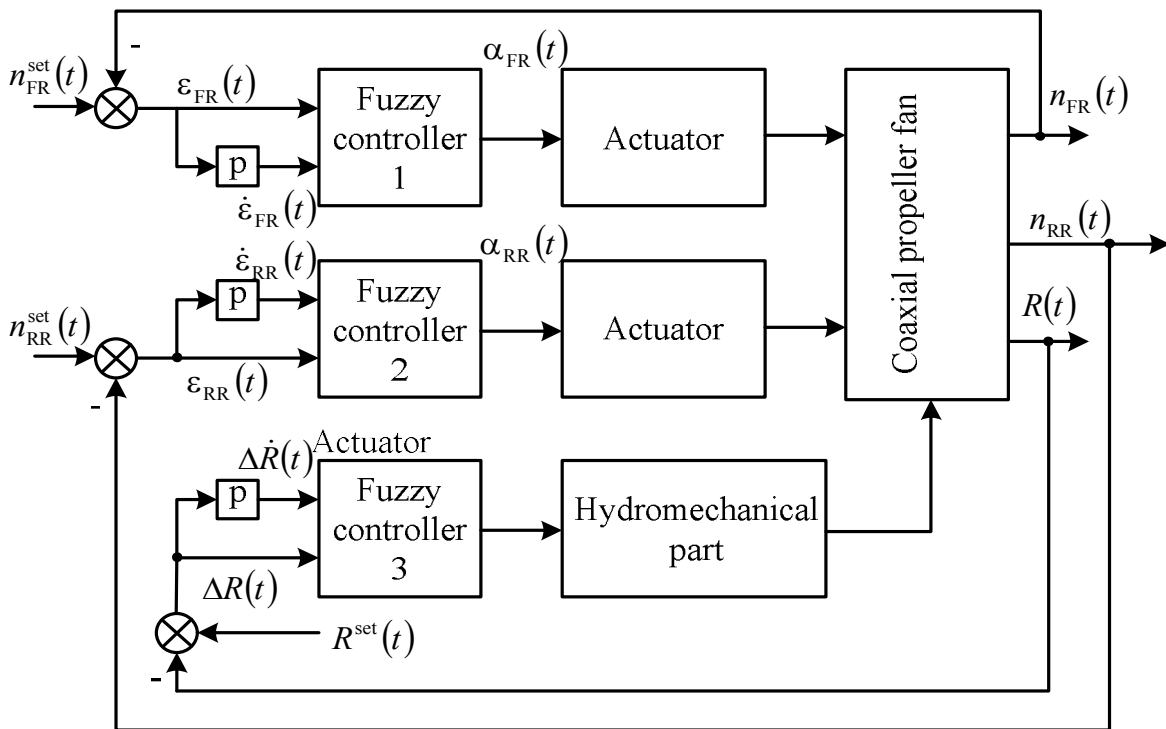 -
n_FR^set(t)
ε_FR(t)
p
ε̇_FR(t)
Fuzzy
controller
1
α_FR(t)
Actuator
Coaxial propeller fan
n_FR(t)
n_RR(t)
R(t)
n_RR^set(t)
-
ε̇_RR(t)
p
ε_RR(t)
Fuzzy
controller
2
α_RR(t)
Actuator
Actuator
ΔṘ(t)
p
ΔR(t)
Fuzzy
controller
3
Hydromechanical
part
R^set(t)
-